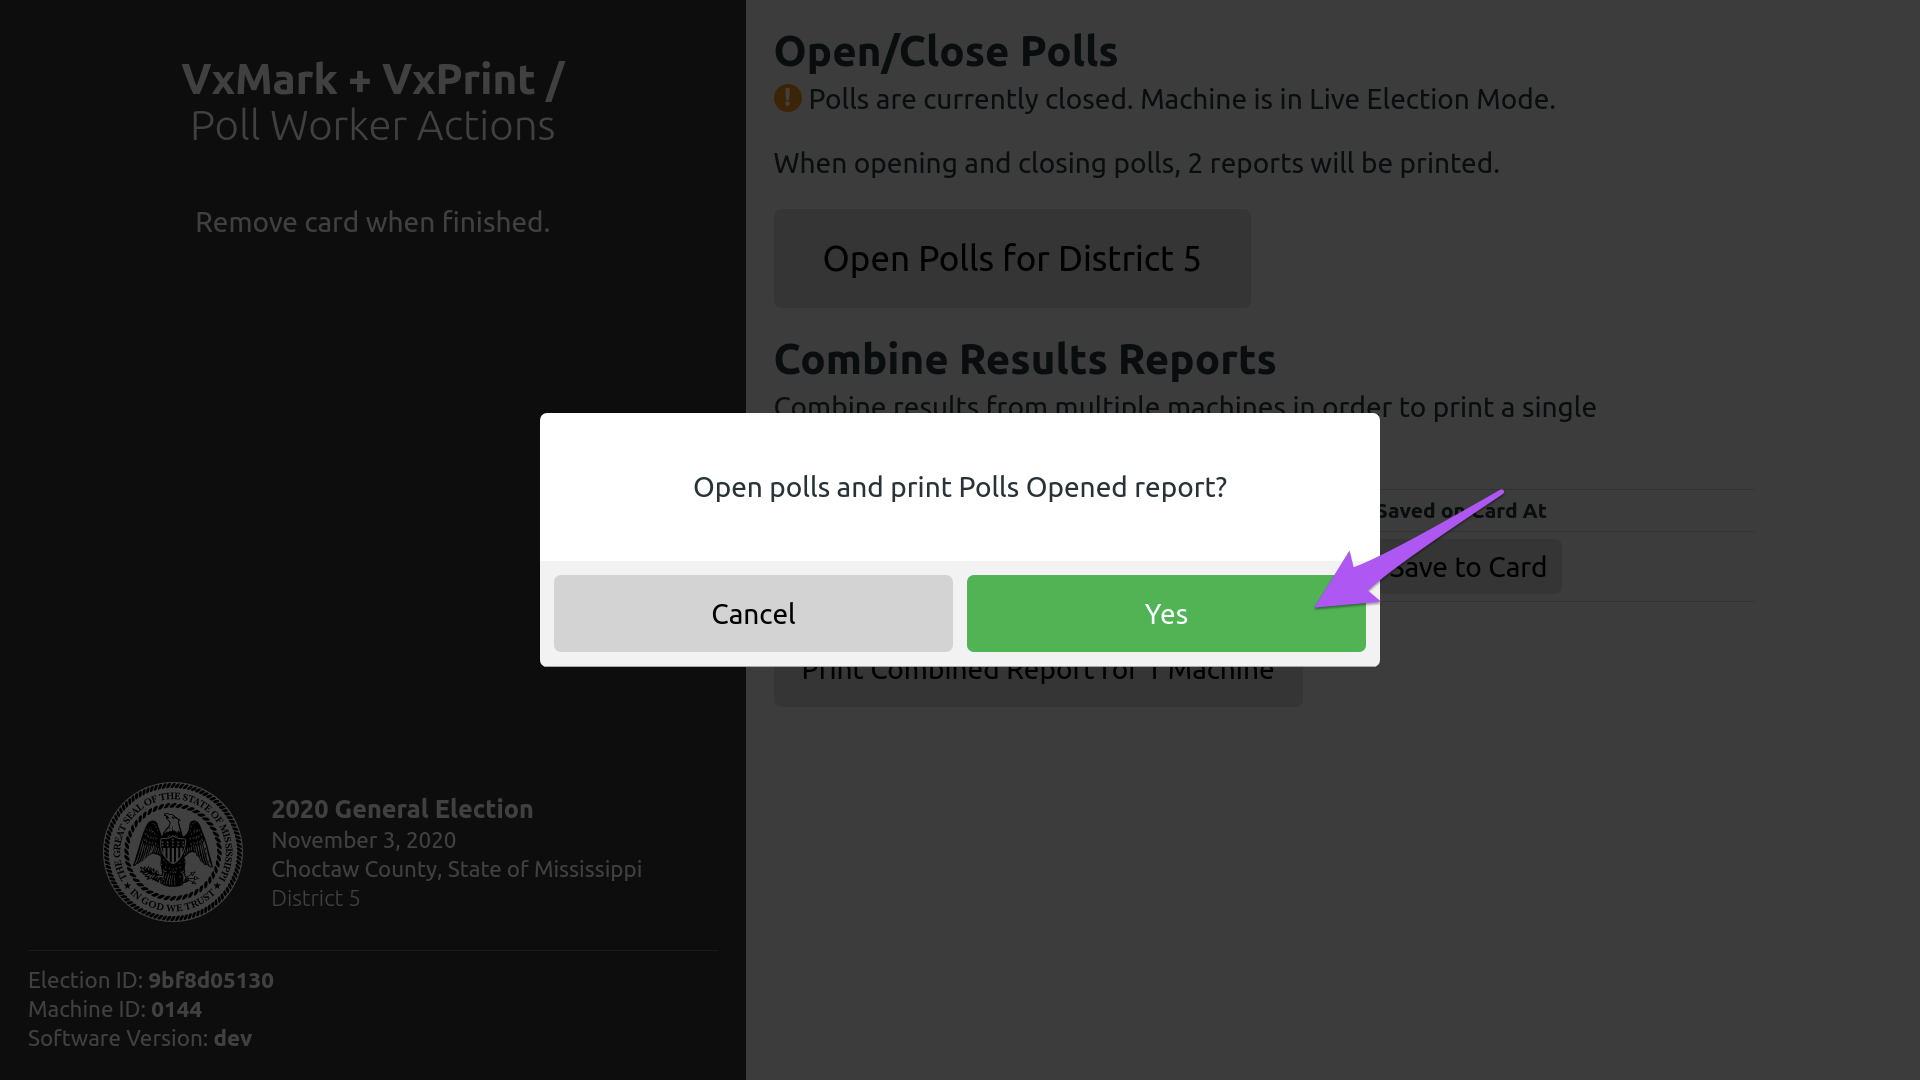 VxMark + VxPrint /
Poll Worker Actions
Remove card when finished.
Open/Close Polls
Polls are currently closed. Machine is in Live Election Mode.
When opening and closing polls, 2 reports will be printed.
Open Polls for District 5
Combine Results Reports
Combine results from multiple machines in order to print a single
Open polls and print Polls Opened report?
Cancel
Yes
Saved on Card At
Save to Card
Print Combined Report for 1 Machine
THE GREAT SEAL OF THE STATE OF MISSISSIPPI
IN GOD WE TRUST
2020 General Election
November 3, 2020
Choctaw County, State of Mississippi
District 5
Election ID: 9bf8d05130
Machine ID: 0144
Software Version: dev